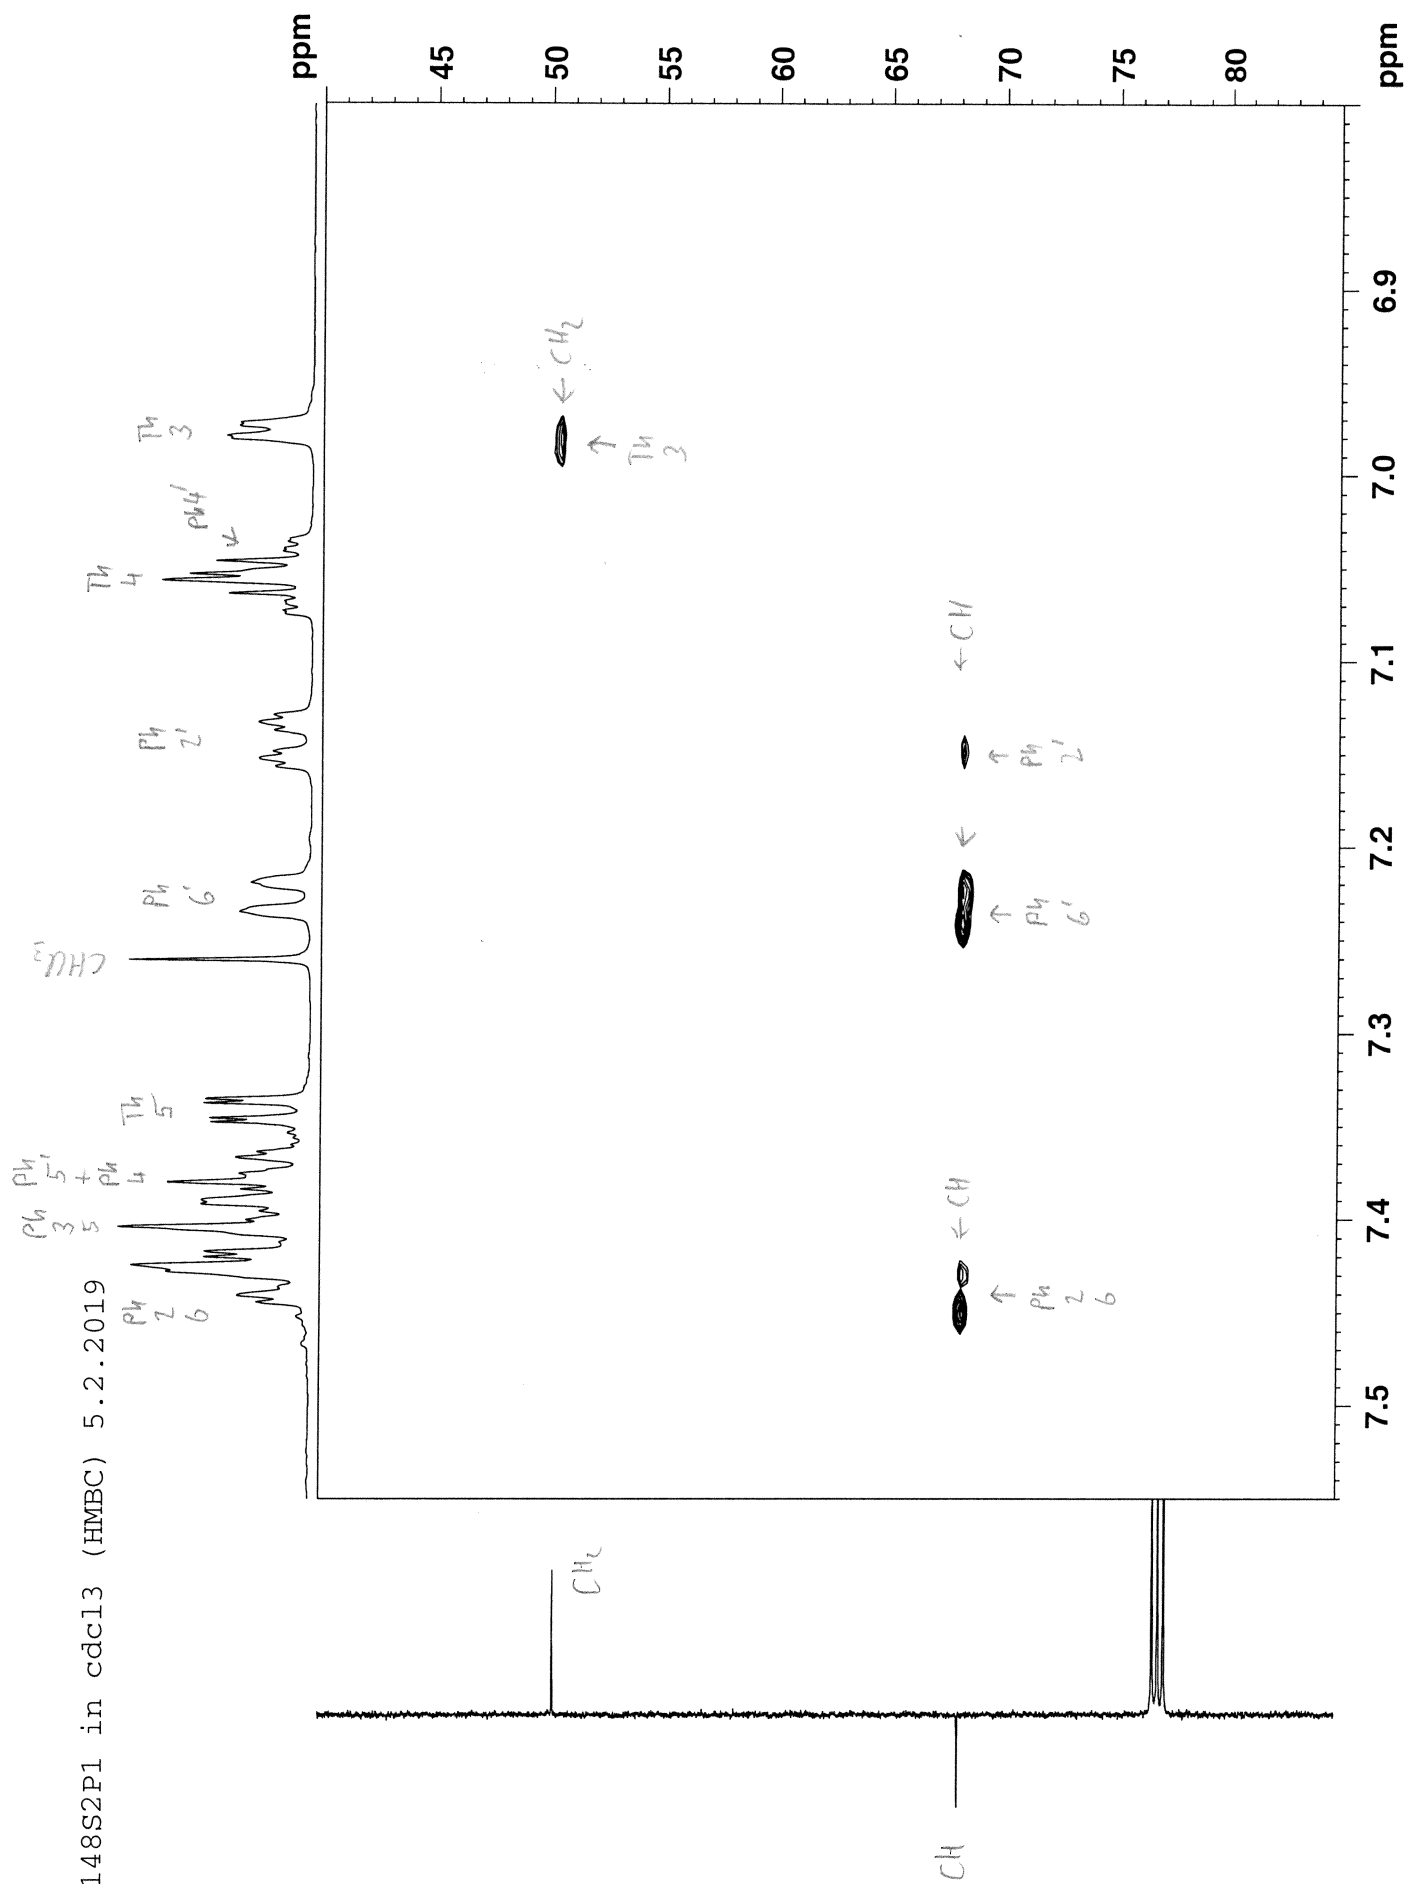 148S2P1 in cdcl3 (HMBC) 5.2.2019
Ph
2
6
Ph
3
5
Ph
5'
+
Ph
4
Th
5
CHCl3
Ph
6'
Ph
2'
Th
4
Ph4'
Th
3
ppm
45
50
55
60
65
70
75
80
ppm
← CH2
↑
Th
3
← CH
↑
Ph
2'
←
↑
Ph
6'
← CH
↑
Ph
2
6
7.5
7.4
7.3
7.2
7.1
7.0
6.9
CH2
CH